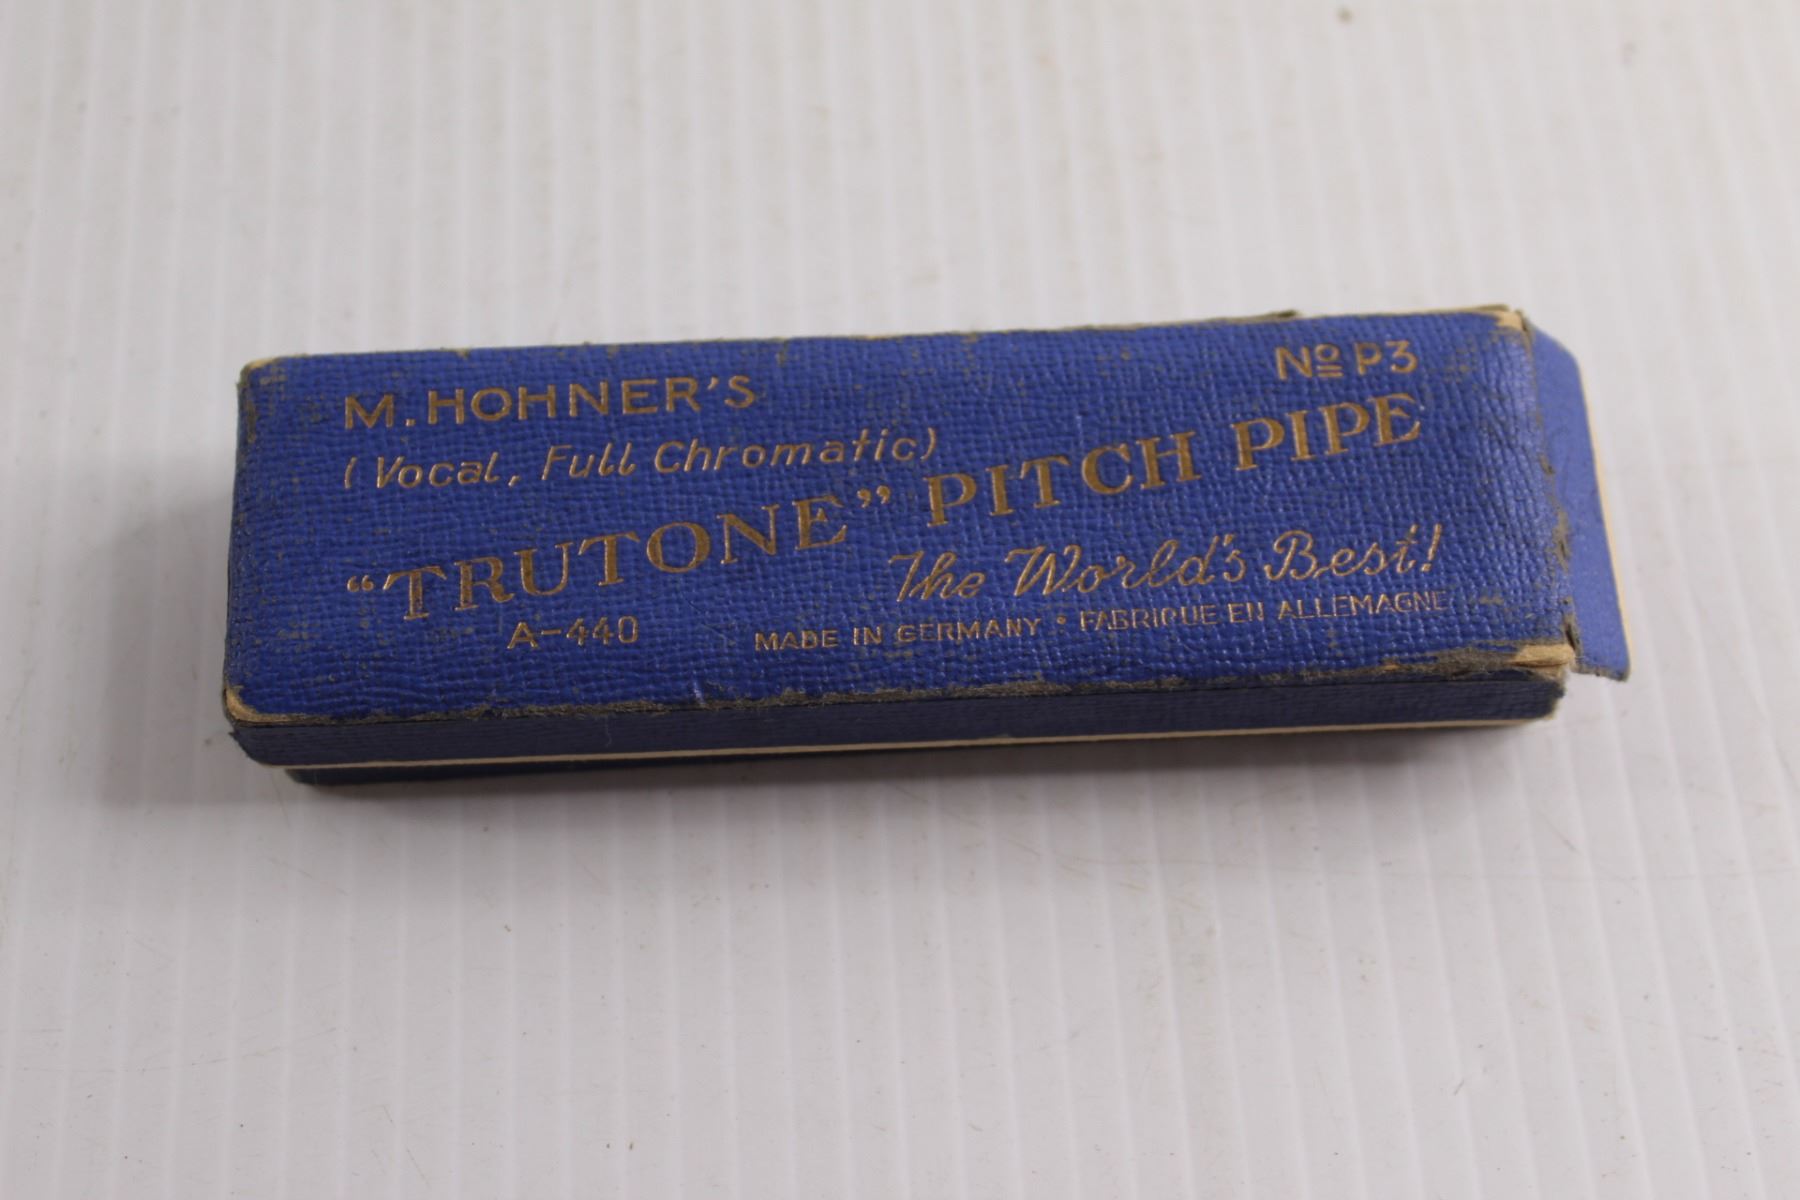 M. HOHNER'S
Nº P3
(Vocal, Full Chromatic)
"TRUTONE" PITCH PIPE
The World's Best!
A-440
MADE IN GERMANY • FABRIQUE EN ALLEMAGNE